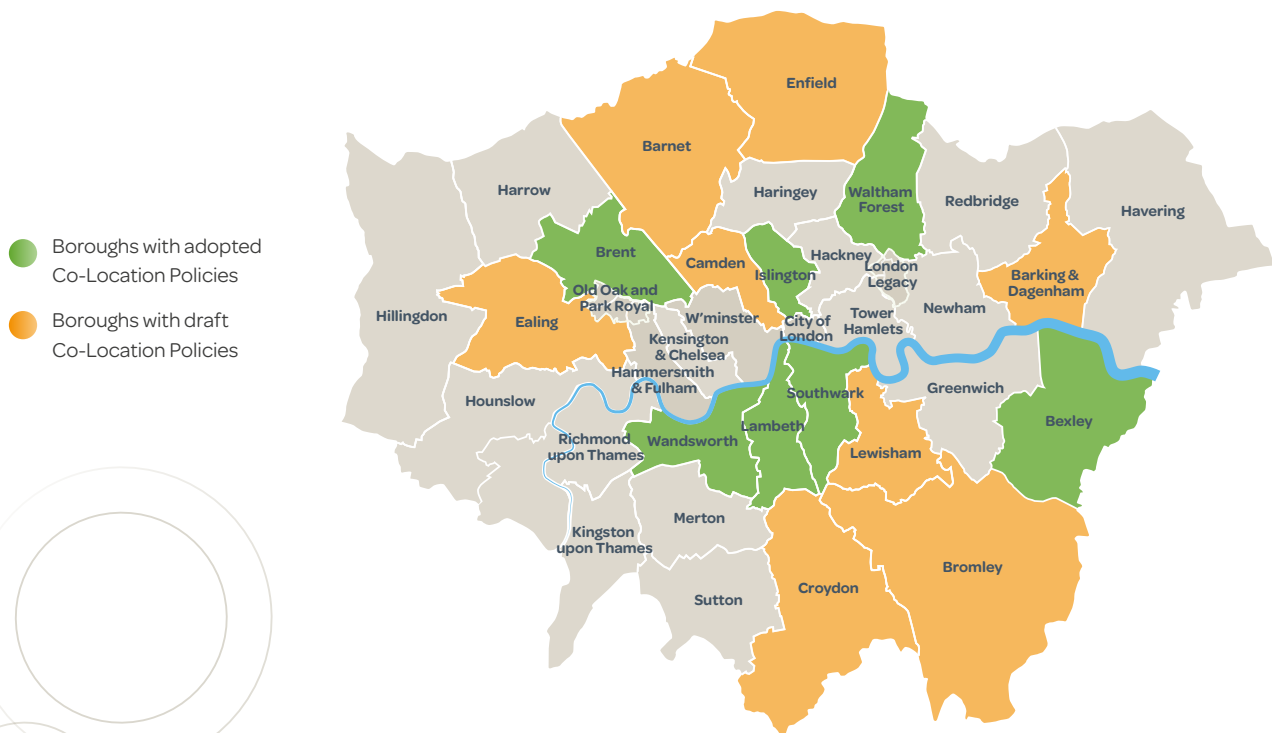 Boroughs with adopted
Co-Location Policies
Boroughs with draft
Co-Location Policies
Enfield
Barnet
Harrow
Haringey
Waltham
Forest
Redbridge
Havering
Brent
Camden
Islington
Hackney
London
Legacy
Barking &
Dagenham
Hillingdon
Ealing
Old Oak and
Park Royal
W'minster
City of
London
Tower
Hamlets
Newham
Kensington
& Chelsea
Hammersmith
& Fulham
Hounslow
Richmond
upon Thames
Wandsworth
Lambeth
Southwark
Greenwich
Bexley
Lewisham
Merton
Kingston
upon Thames
Sutton
Croydon
Bromley